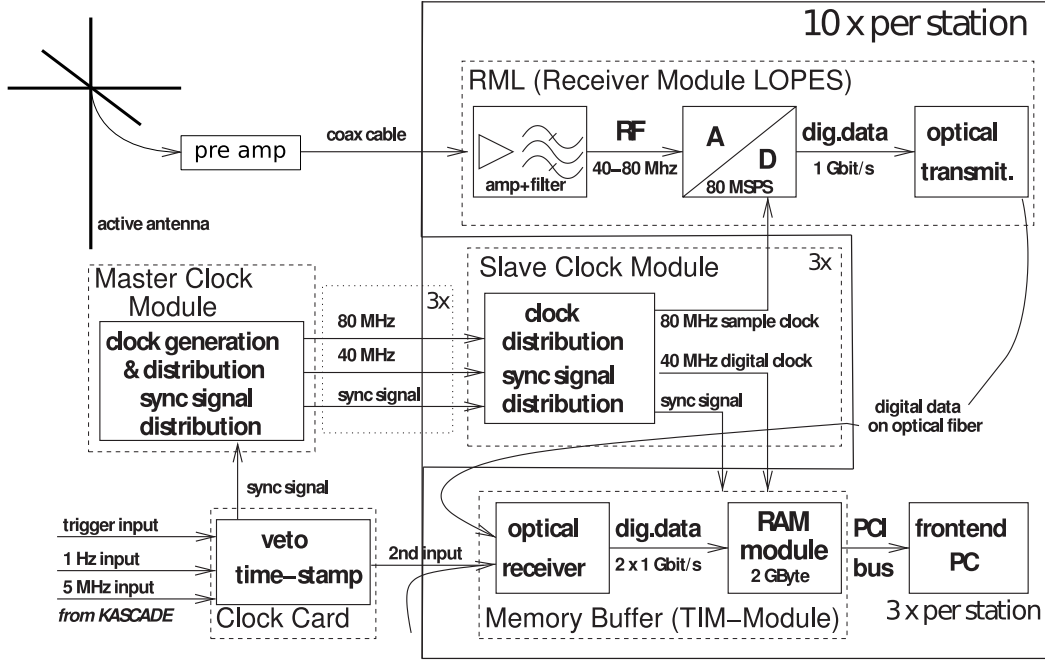 10 x per station
RML (Receiver Module LOPES)
coax cable
pre amp
amp+filter
RF
40–80 Mhz
A
D
80 MSPS
dig.data
1 Gbit/s
optical
transmit.
active antenna
Master Clock
Module
clock generation
& distribution
sync signal
distribution
3x
80 MHz
40 MHz
sync signal
Slave Clock Module
3x
clock
distribution
sync signal
distribution
80 MHz sample clock
40 MHz digital clock
sync signal
digital data
on optical fiber
sync signal
trigger input
1 Hz input
5 MHz input
from KASCADE
veto
time–stamp
Clock Card
2nd input
optical
receiver
dig.data
2 x 1 Gbit/s
RAM
module
2 GByte
Memory Buffer (TIM–Module)
PCI
bus
frontend
PC
3 x per station